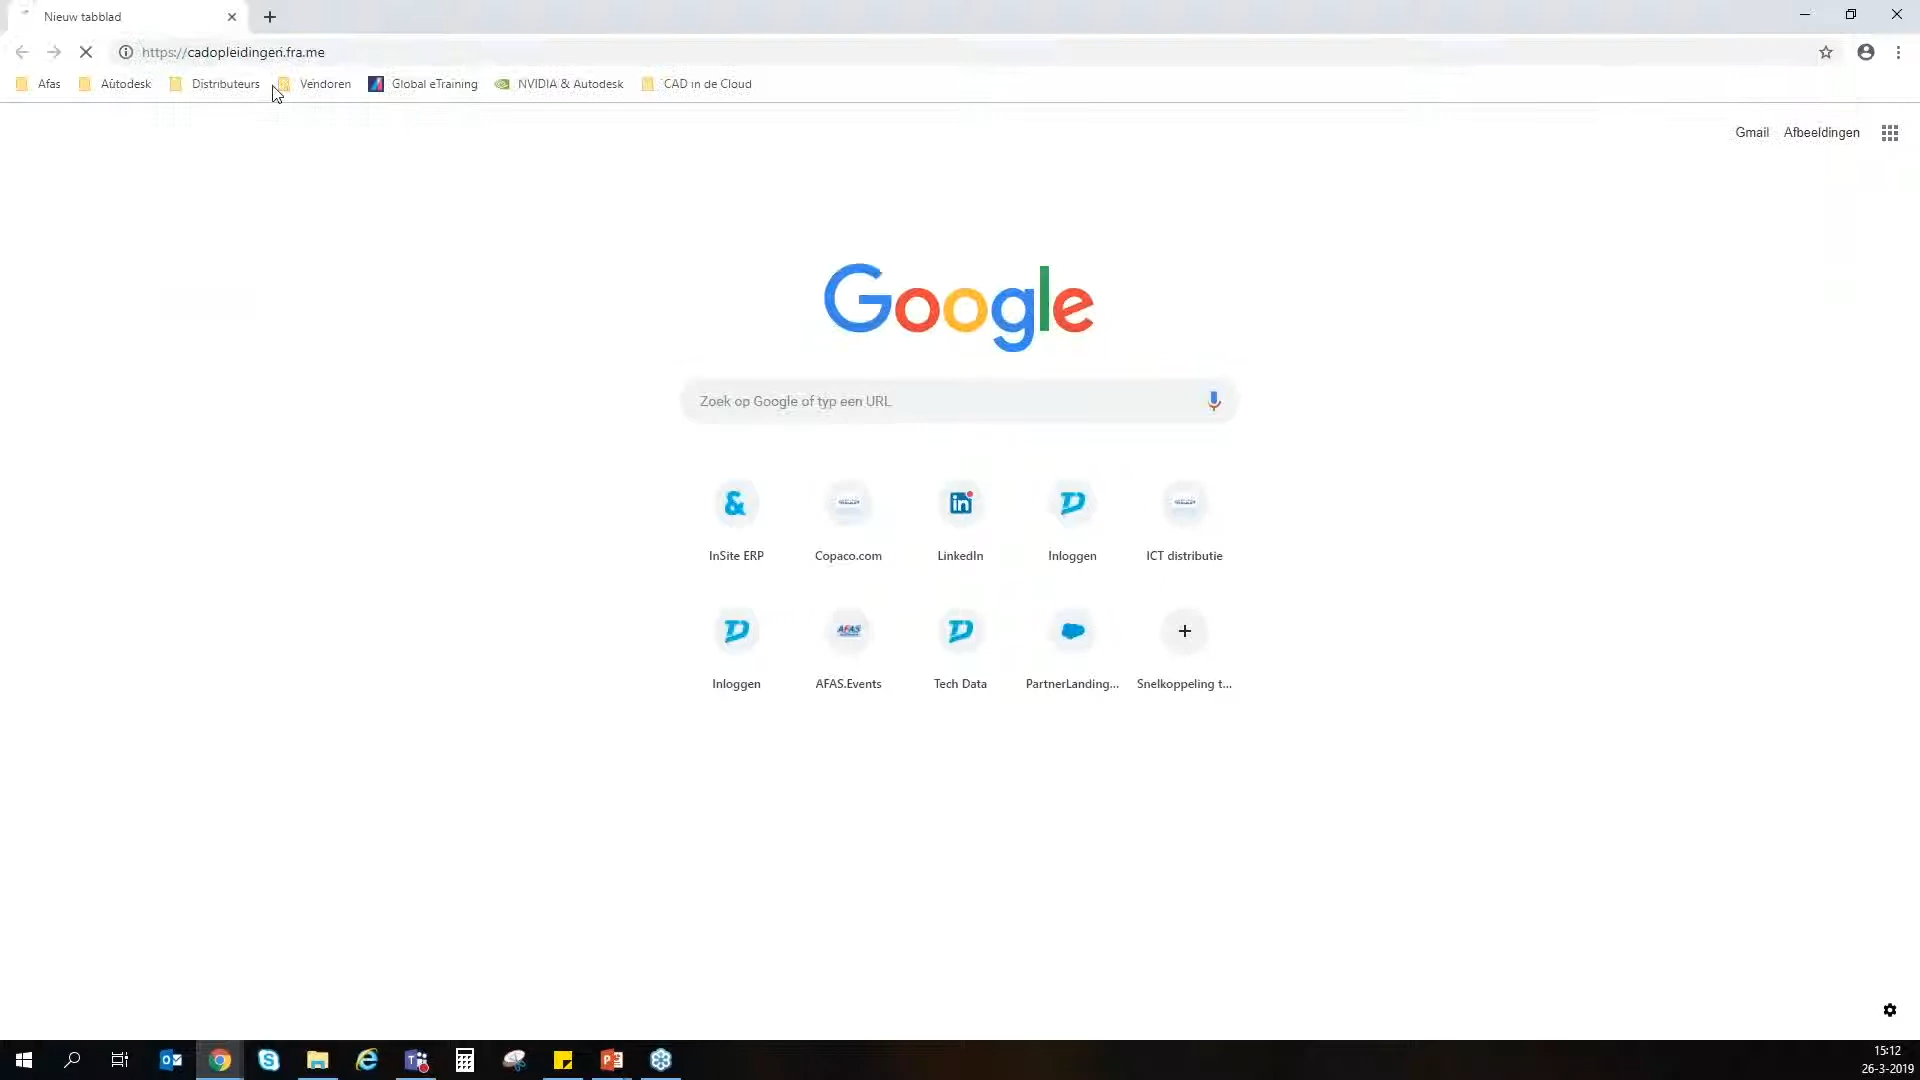 Nieuw tabblad
https://cadopleidingen.fra.me
Afas Autodesk Distributeurs Vendoren Global eTraining NVIDIA & Autodesk CAD in de Cloud
Gmail Afbeeldingen
Google
Zoek op Google of typ een URL
InSite ERP Copaco.com LinkedIn Inloggen ICT distributie
AFAS
Inloggen AFAS.Events Tech Data PartnerLanding... Snelkoppeling t...
15:12
26-3-2019